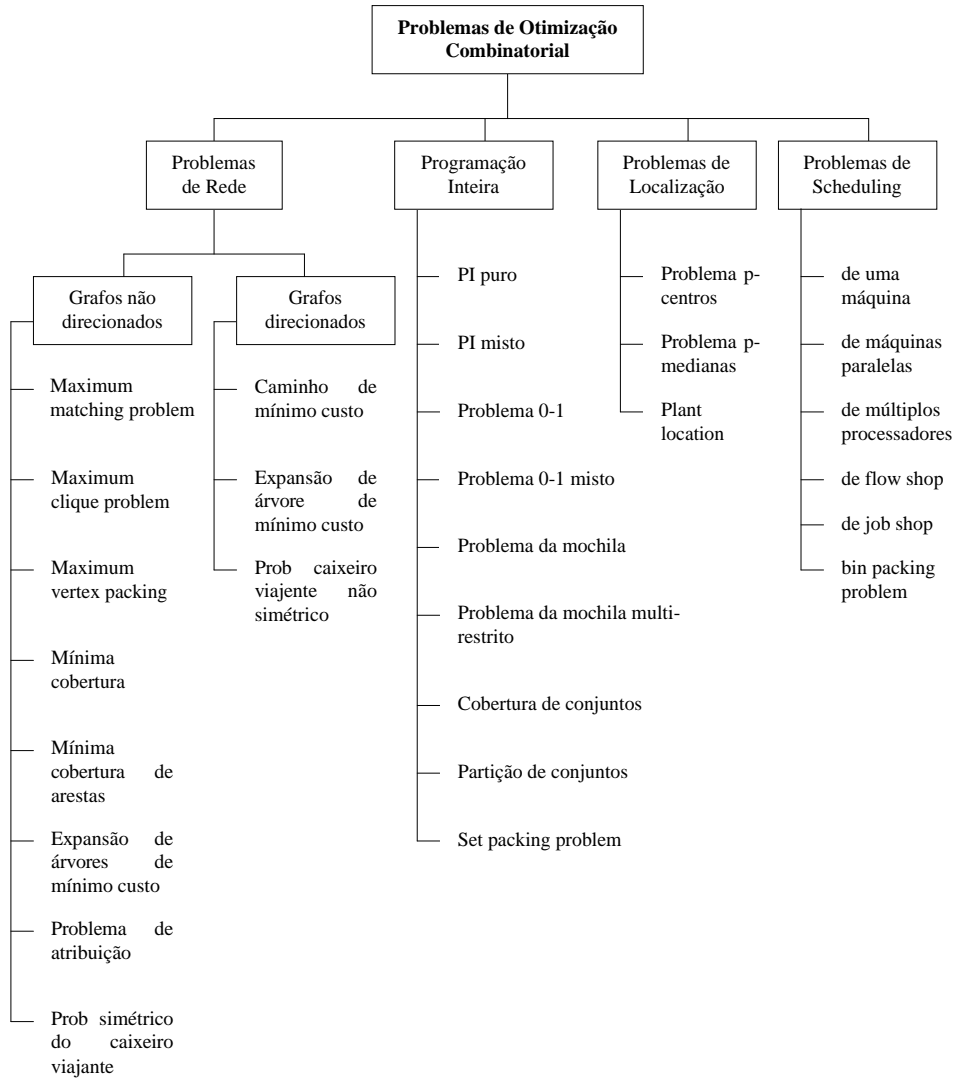 Problemas de Otimização
Combinatorial
Problemas
de Rede
Programação
Inteira
Problemas de
Localização
Problemas de
Scheduling
Grafos não
direcionados
Grafos
direcionados
Maximum
matching problem
Maximum
clique problem
Maximum
vertex packing
Mínima
cobertura
Mínima
cobertura de
arestas
Expansão de
árvores de
mínimo custo
Problema de
atribuição
Prob simétrico
do caixeiro
viajante
Caminho de
mínimo custo
Expansão de
árvore de
mínimo custo
Prob caixeiro
viajente não
simétrico
PI puro
PI misto
Problema 0-1
Problema 0-1 misto
Problema da mochila
Problema da mochila multi-
restrito
Cobertura de conjuntos
Partição de conjuntos
Set packing problem
Problema p-
centros
Problema p-
medianas
Plant
location
de uma
máquina
de máquinas
paralelas
de múltiplos
processadores
de flow shop
de job shop
bin packing
problem